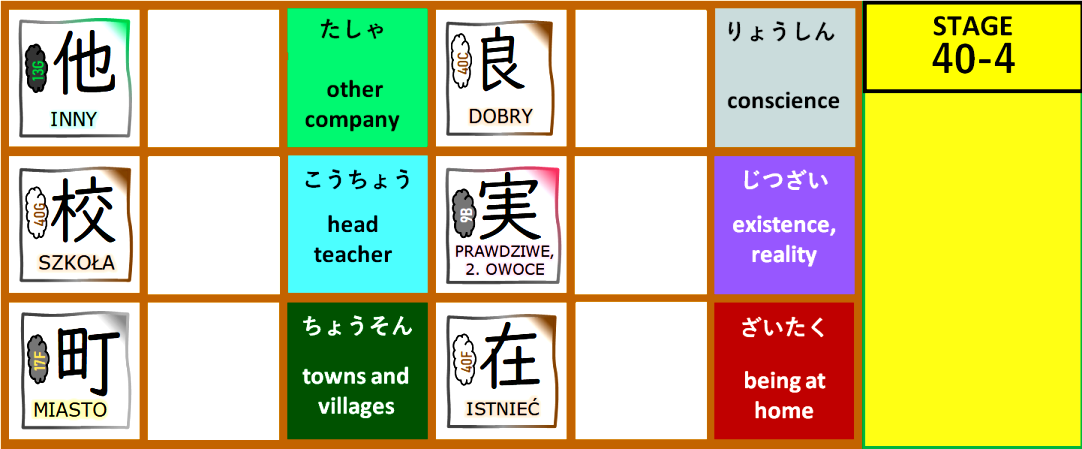 他
13G
INNY
たしゃ
other
company
良
40C
DOBRY
りょうしん
conscience
STAGE
40-4
校
40G
SZKOŁA
こうちょう
head
teacher
実
9B
PRAWDZIWE,
2. OWOCE
じつざい
existence,
reality
町
17F
MIASTO
ちょうそん
towns and
villages
在
40F
ISTNIEĆ
ざいたく
being at
home